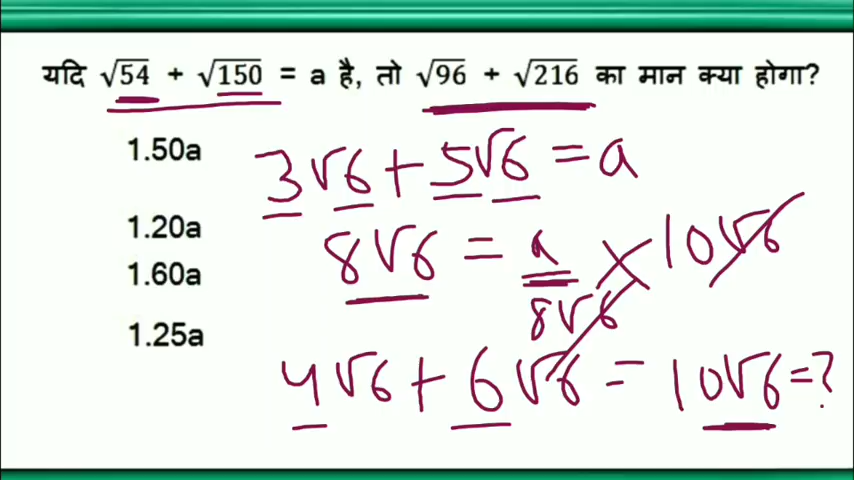 यदि √54 + √150 = a है, तो √96 + √216 का मान क्या होगा?
1.50a
3√6 + 5√6 = a
1.20a
8√6 = a/8√6 × 10√6
1.60a
1.25a
4√6 + 6√6 = 10√6 = ?